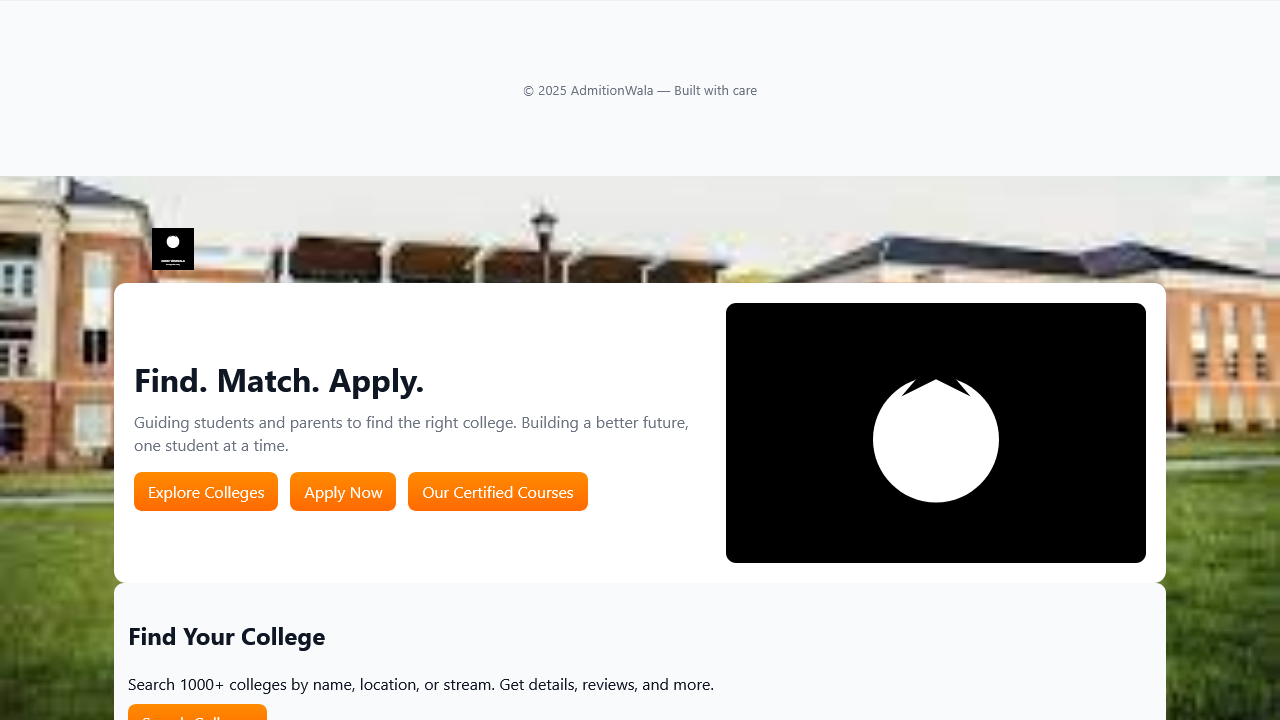 © 2025 AdmitionWala — Built with care
Find. Match. Apply.
Guiding students and parents to find the right college. Building a better future,
one student at a time.
Explore Colleges
Apply Now
Our Certified Courses
Find Your College
Search 1000+ colleges by name, location, or stream. Get details, reviews, and more.